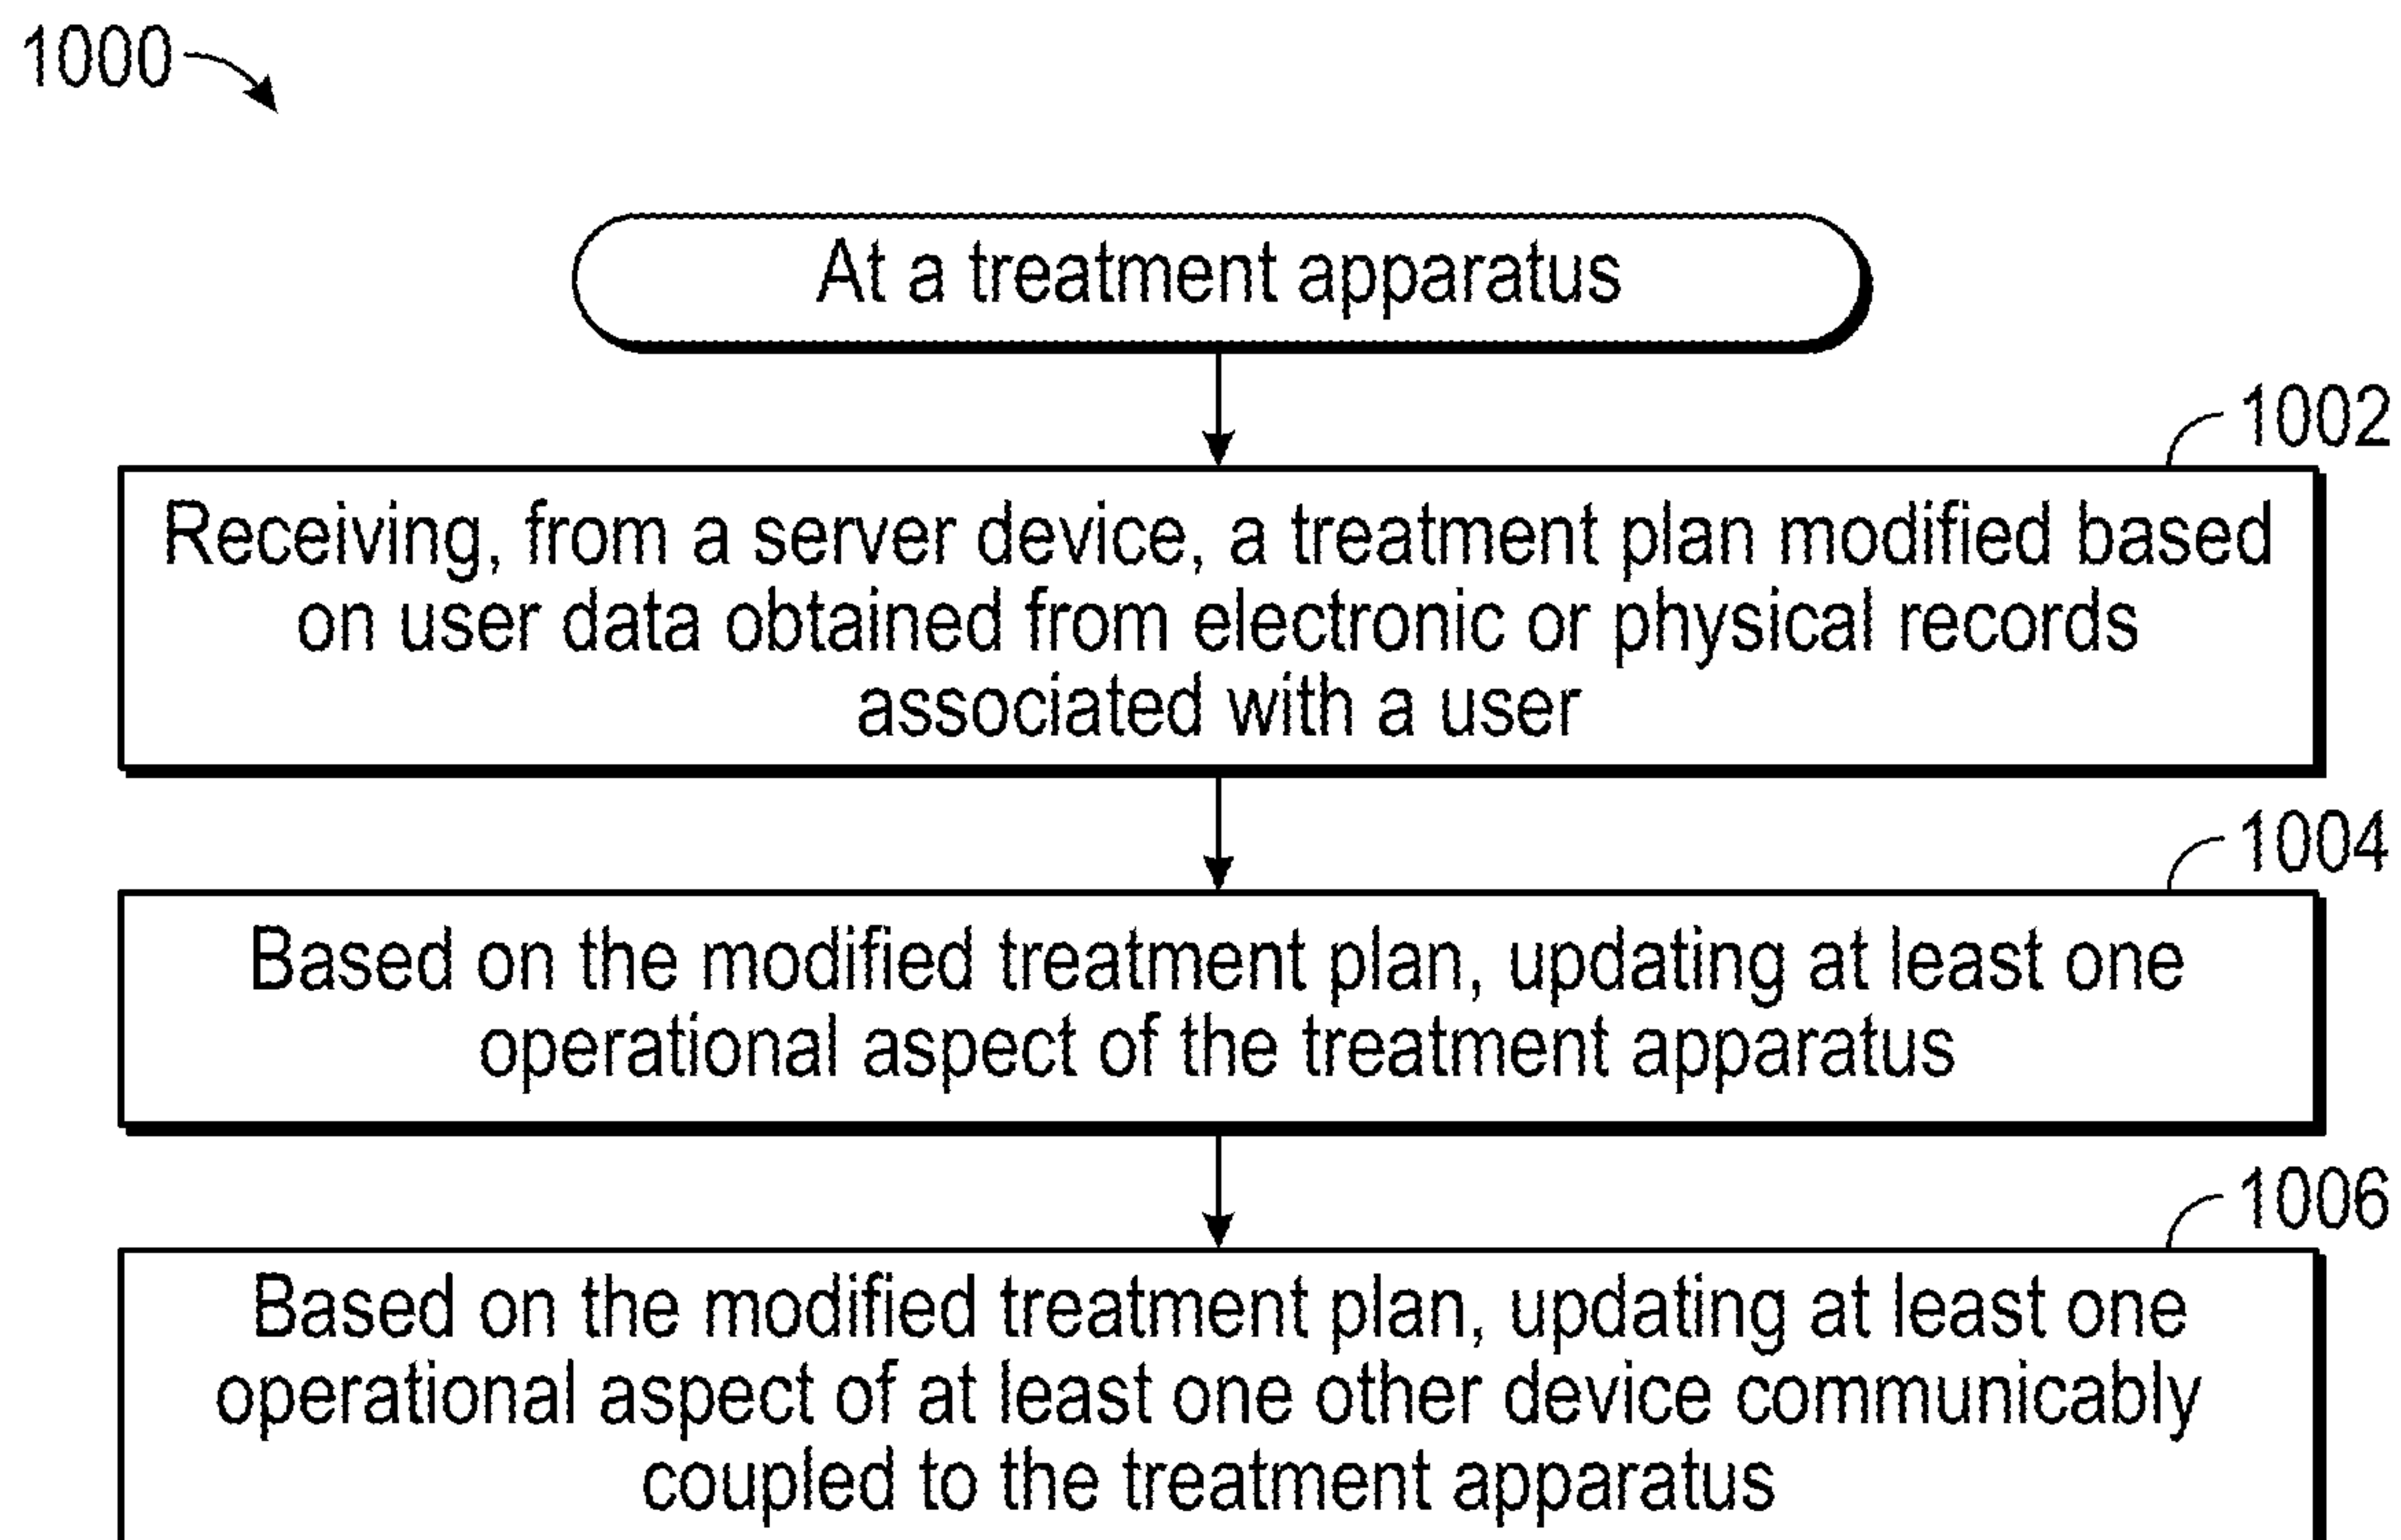 1000
At a treatment apparatus
1002
Receiving, from a server device, a treatment plan modified based
on user data obtained from electronic or physical records
associated with a user
1004
Based on the modified treatment plan, updating at least one
operational aspect of the treatment apparatus
1006
Based on the modified treatment plan, updating at least one
operational aspect of at least one other device communicably
coupled to the treatment apparatus